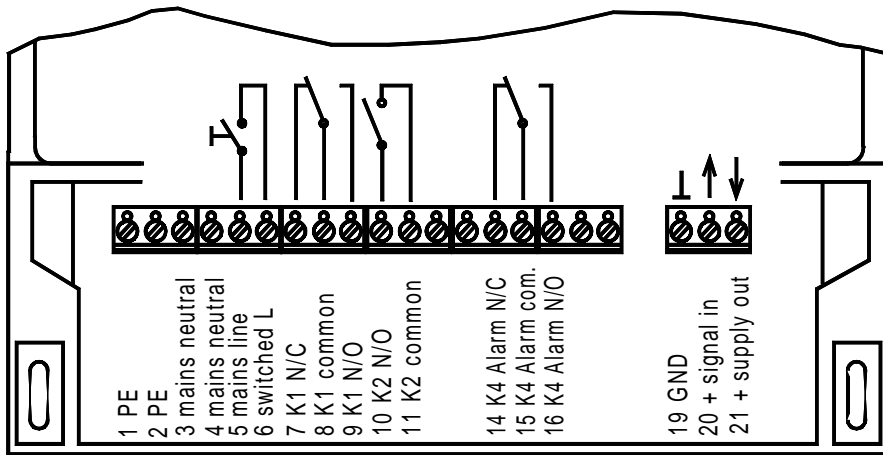 1 PE
2 PE
3 mains neutral
4 mains neutral
5 mains line
6 switched L
7 K1 N/C
8 K1 common
9 K1 N/O
10 K2 N/O
11 K2 common
14 K4 Alarm N/C
15 K4 Alarm com.
16 K4 Alarm N/O
19 GND
20 + signal in
21 + supply out